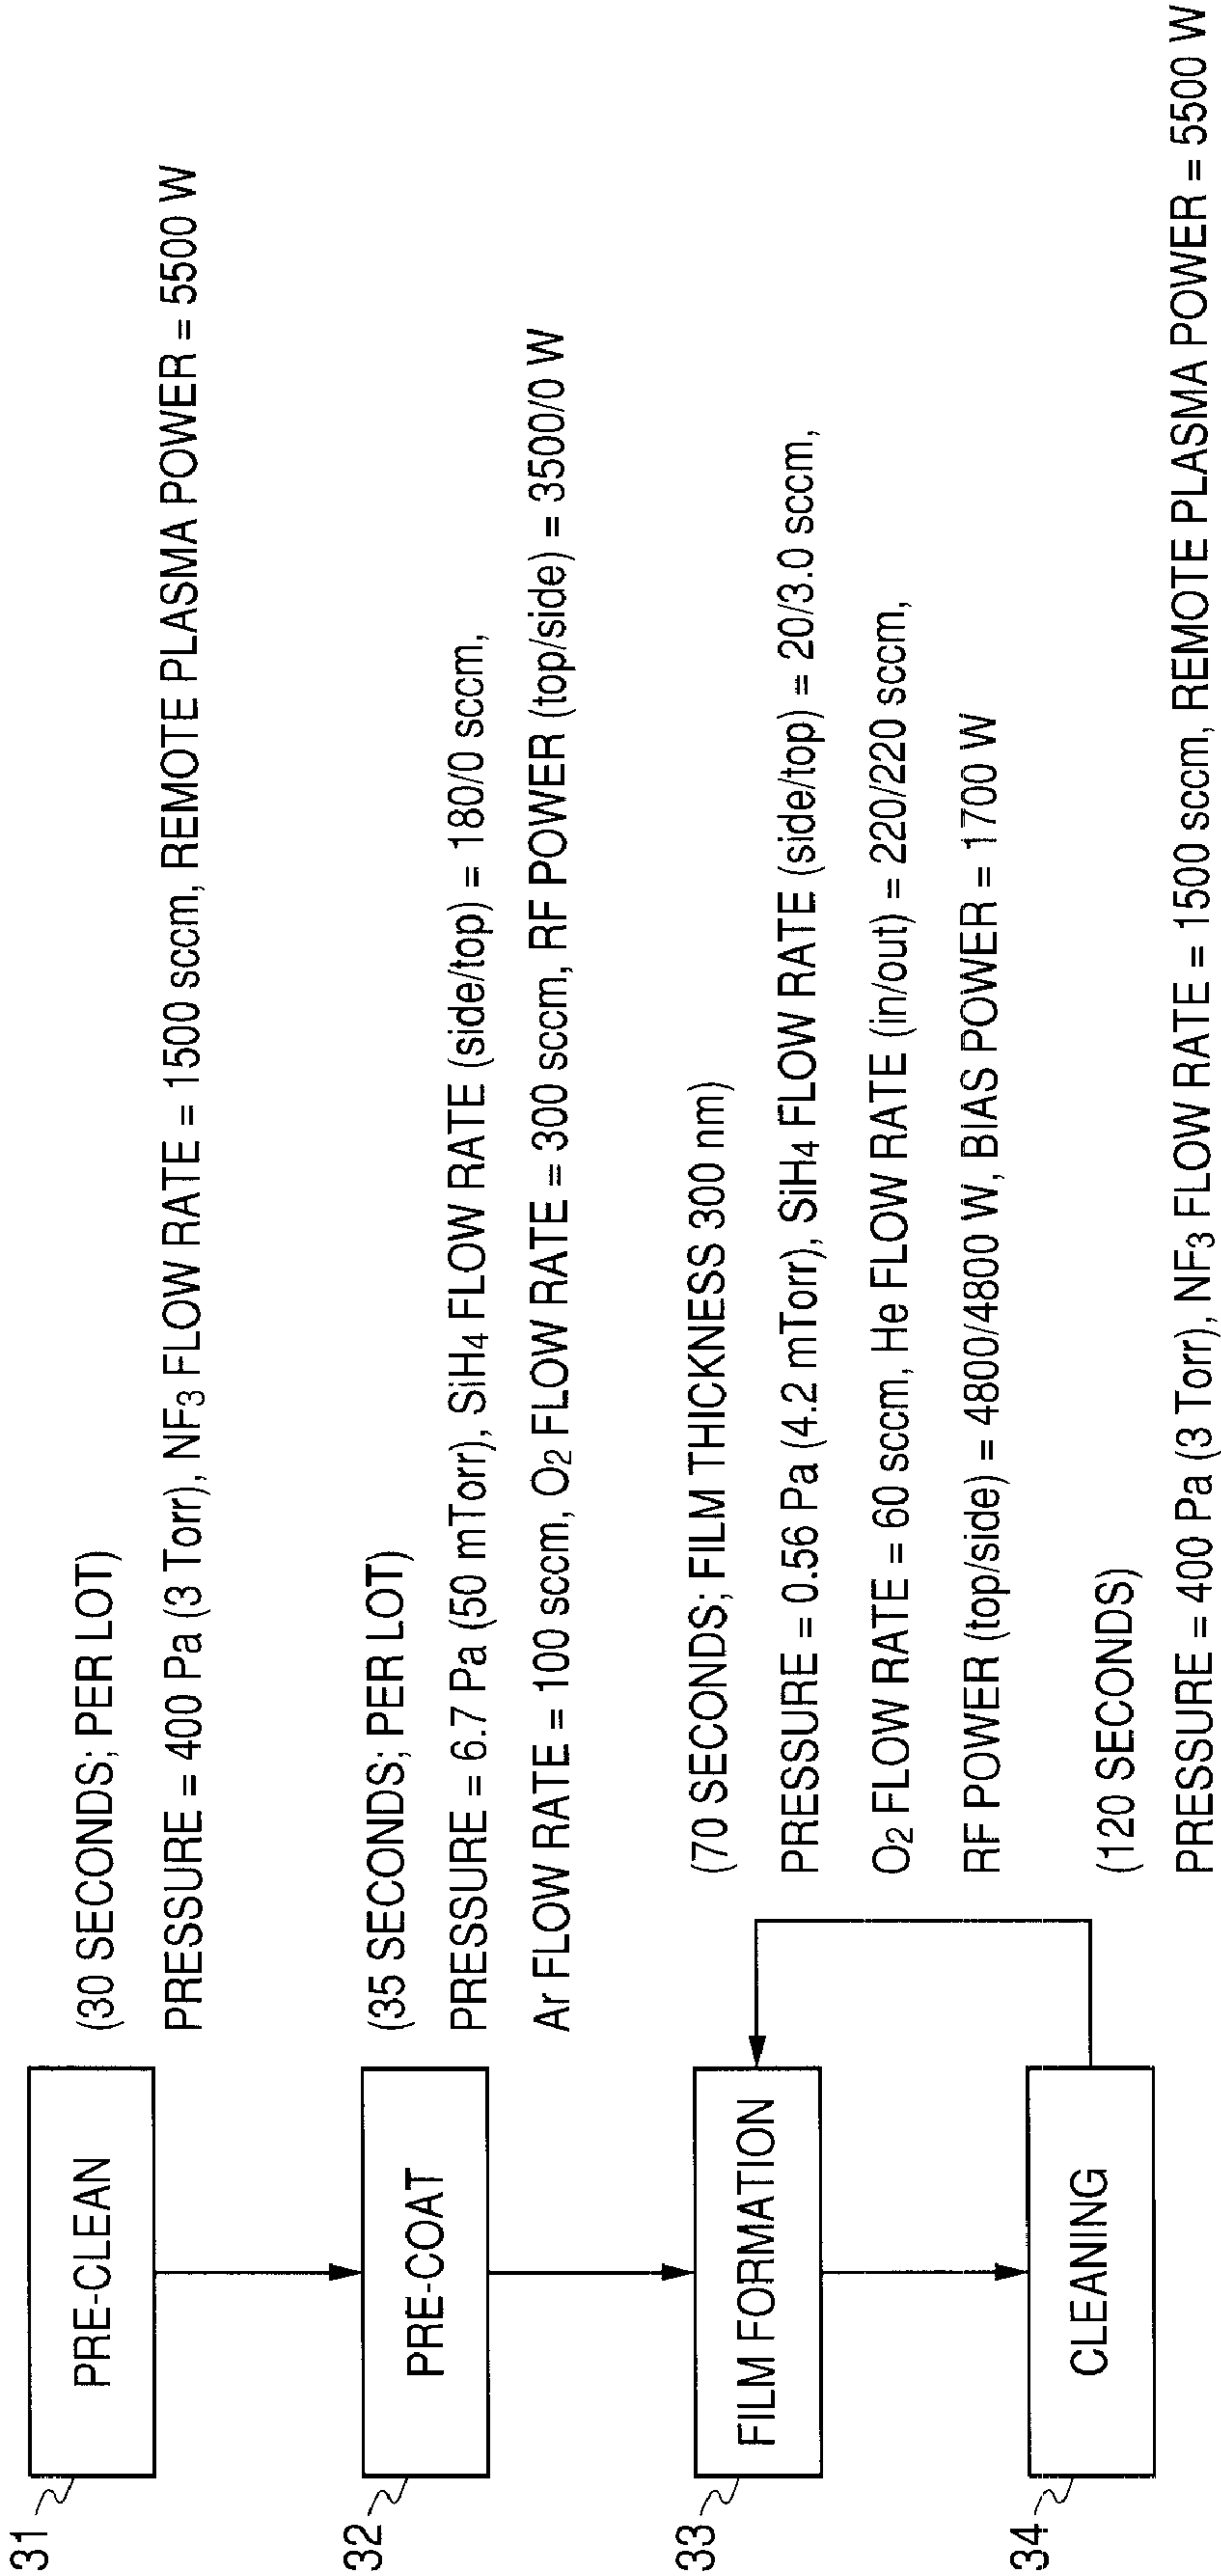 31
PRE-CLEAN
(30 SECONDS; PER LOT)
PRESSURE = 400 Pa (3 Torr), NF₃ FLOW RATE = 1500 sccm, REMOTE PLASMA POWER = 5500 W
32
PRE-COAT
(35 SECONDS; PER LOT)
PRESSURE = 6.7 Pa (50 mTorr), SiH₄ FLOW RATE (side/top) = 180/0 sccm,
Ar FLOW RATE = 100 sccm, O₂ FLOW RATE = 300 sccm, RF POWER (top/side) = 3500/0 W
33
FILM FORMATION
(70 SECONDS; FILM THICKNESS 300 nm)
PRESSURE = 0.56 Pa (4.2 mTorr), SiH₄ FLOW RATE (side/top) = 20/3.0 sccm,
O₂ FLOW RATE = 60 sccm, He FLOW RATE (in/out) = 220/220 sccm,
RF POWER (top/side) = 4800/4800 W, BIAS POWER = 1700 W
34
CLEANING
(120 SECONDS)
PRESSURE = 400 Pa (3 Torr), NF₃ FLOW RATE = 1500 sccm, REMOTE PLASMA POWER = 5500 W